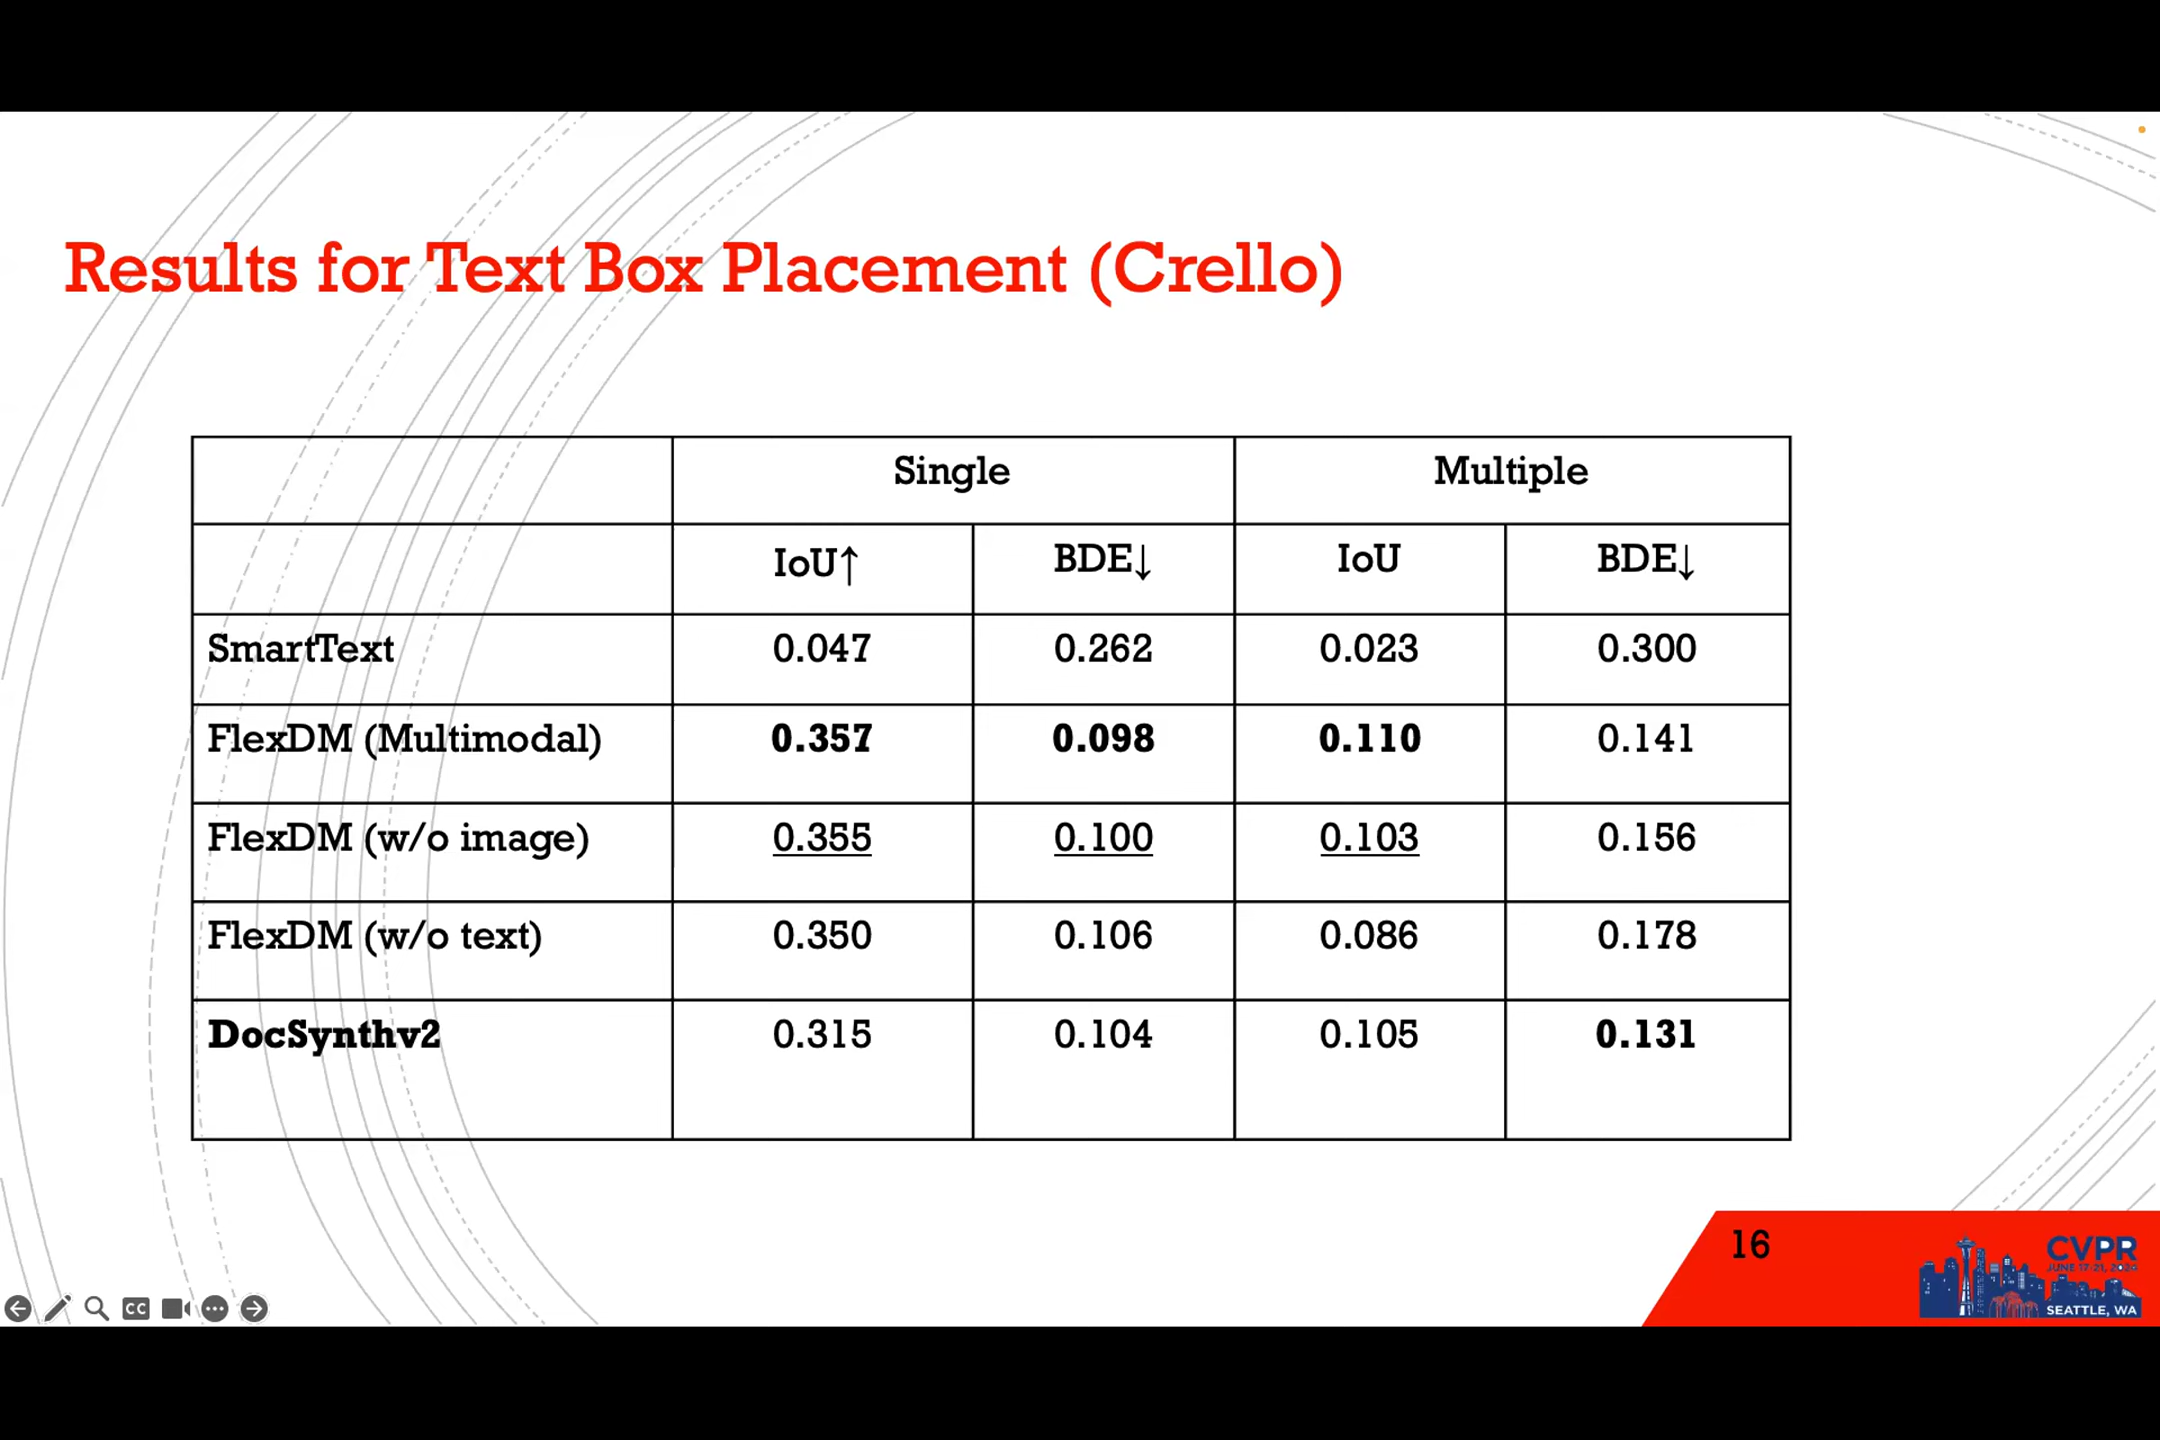 Results for Text Box Placement (Crello)
Single Multiple
IoU↑ BDE↓ IoU BDE↓
SmartText 0.047 0.262 0.023 0.300
FlexDM (Multimodal) 0.357 0.098 0.110 0.141
FlexDM (w/o image) 0.355 0.100 0.103 0.156
FlexDM (w/o text) 0.350 0.106 0.086 0.178
DocSynthv2 0.315 0.104 0.105 0.131
16
CVPR
JUNE 17-21, 2024
SEATTLE, WA
CC